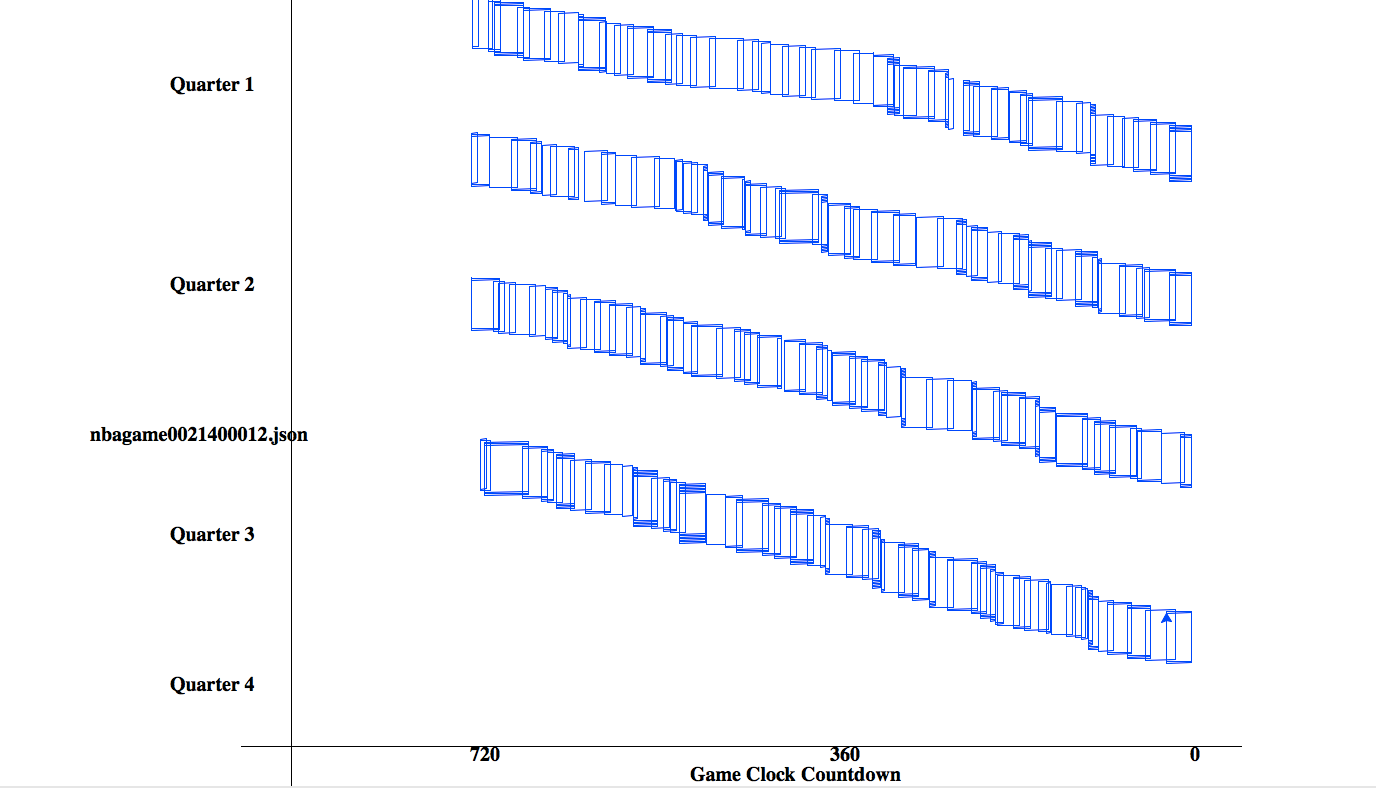 Quarter 1
Quarter 2
nbagame0021400012.json
Quarter 3
Quarter 4
720 360 0
Game Clock Countdown